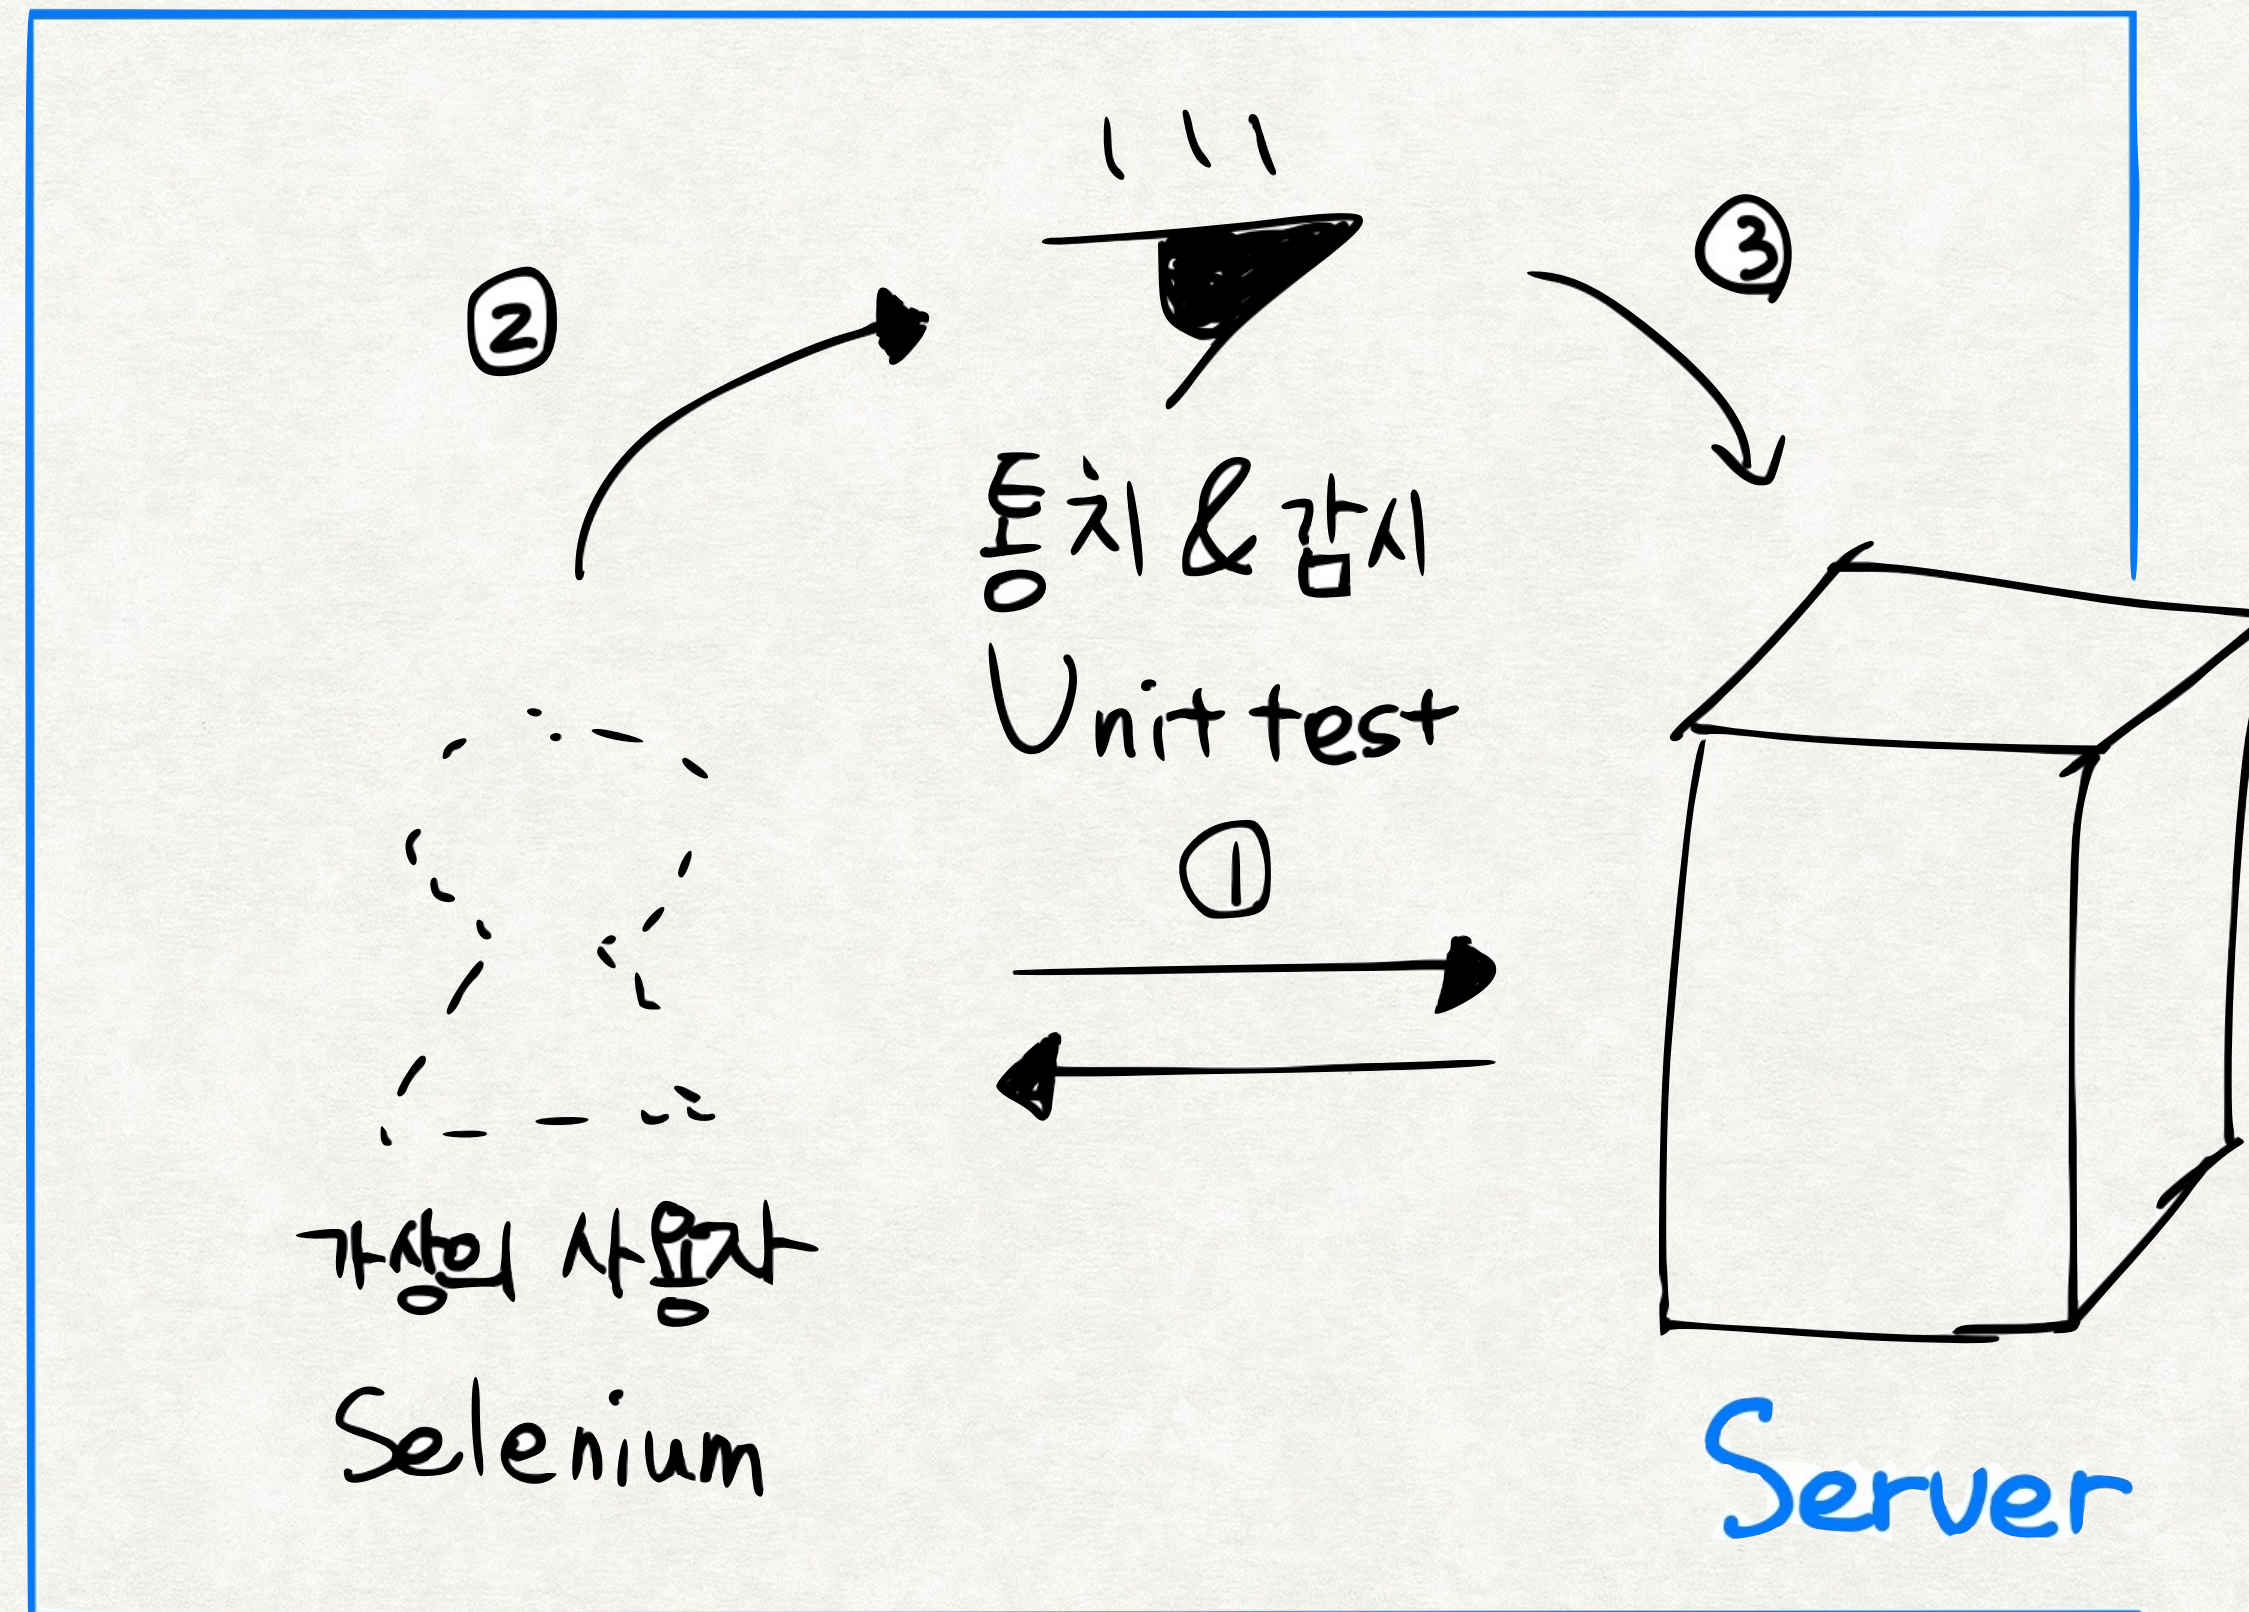 ②
③
통치 & 감시
Unit test
①
가상의 사용자
Selenium
Server